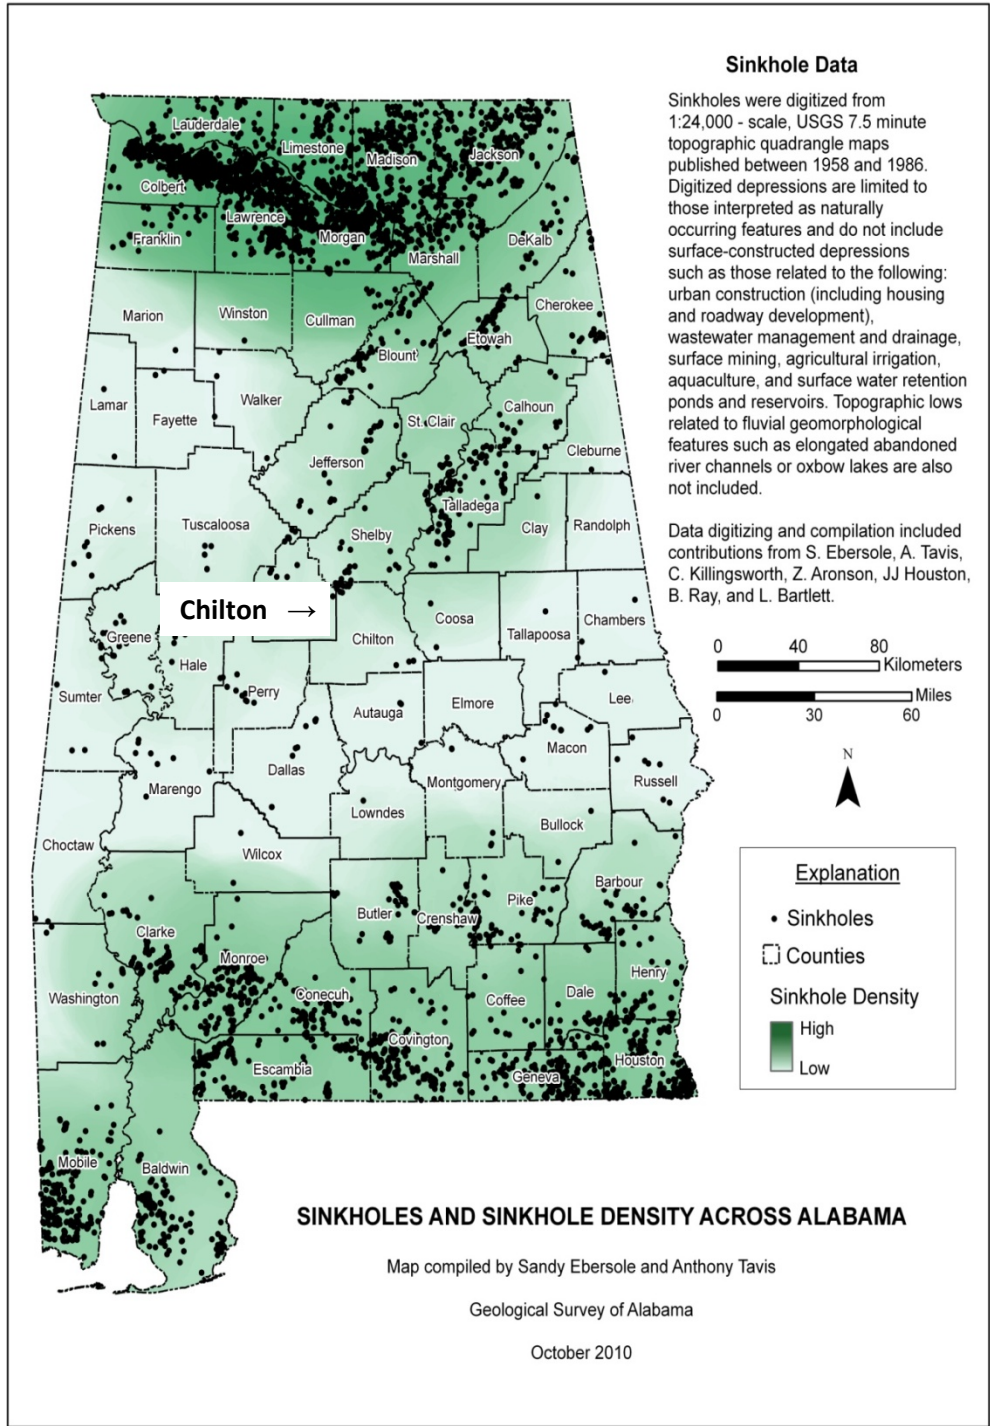 Sinkhole Data
Sinkholes were digitized from
1:24,000 - scale, USGS 7.5 minute
topographic quadrangle maps
published between 1958 and 1986.
Digitized depressions are limited to
those interpreted as naturally
occurring features and do not include
surface-constructed depressions
such as those related to the following:
urban construction (including housing
and roadway development),
wastewater management and drainage,
surface mining, agricultural irrigation,
aquaculture, and surface water retention
ponds and reservoirs. Topographic lows
related to fluvial geomorphological
features such as elongated abandoned
river channels or oxbow lakes are also
not included.
Data digitizing and compilation included
contributions from S. Ebersole, A. Tavis,
C. Killingsworth, Z. Aronson, JJ Houston,
B. Ray, and L. Bartlett.
Lauderdale
Limestone
Madison
Jackson
Colbert
Lawrence
Franklin
Morgan
Marshall
DeKalb
Marion
Winston
Cullman
Cherokee
Etowah
Blount
Lamar
Fayette
Walker
St. Clair
Calhoun
Cleburne
Jefferson
Pickens
Tuscaloosa
Shelby
Talladega
Clay
Randolph
Chilton →
Greene
Hale
Perry
Chilton
Coosa
Tallapoosa
Chambers
Sumter
Autauga
Elmore
Lee
Macon
Marengo
Dallas
Montgomery
Russell
Lowndes
Bullock
Choctaw
Wilcox
Clarke
Butler
Crenshaw
Pike
Barbour
Monroe
Washington
Conecuh
Coffee
Dale
Henry
Covington
Escambia
Geneva
Houston
Mobile
Baldwin
0 40 80
Kilometers
Miles
0 30 60
N
Explanation
Sinkholes
Counties
Sinkhole Density
High
Low
SINKHOLES AND SINKHOLE DENSITY ACROSS ALABAMA
Map compiled by Sandy Ebersole and Anthony Tavis
Geological Survey of Alabama
October 2010